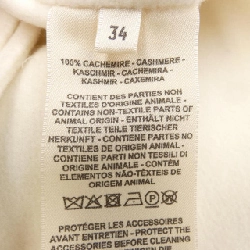 34
100% CACHEMIRE - CASHMERE -
KASCHMIR - CACHEMIRA -
KASHMIR - CAXEMIRA
CONTIENT DES PARTIES NON
TEXTILES D'ORIGINE ANIMALE -
CONTAINS NON-TEXTILE PARTS OF
ANIMAL ORIGIN - ENTHÄLT NICHT
TEXTILE TEILE TIERISCHER
HERKUNFT - CONTIENE PARTES NO
TEXTILES DE ORIGEN ANIMAL -
CONTIENE PARTI NON TESSILI DI
ORIGINE ANIMALE - CONTÉM
ELEMENTOS NÃO-TÊXTEIS DE
ORIGEM ANIMAL
PROTÉGER LES ACCESSOIRES
AVANT ENTRETIEN - PROTECT THE
ACCESSORIES BEFORE CLEANING